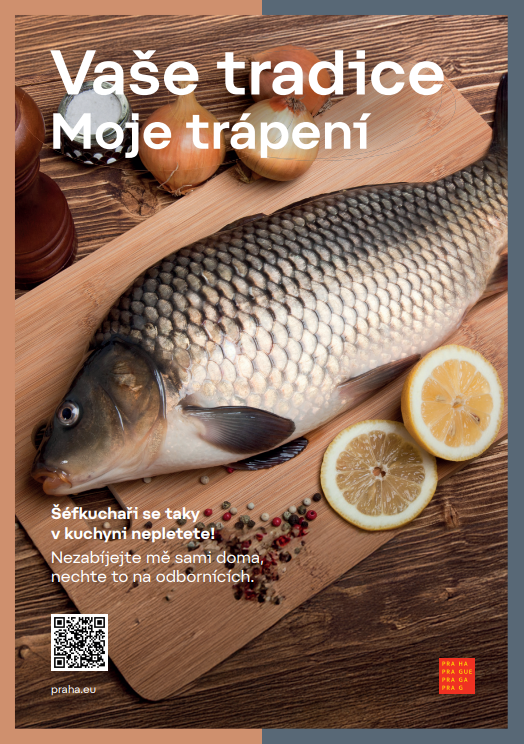 Vaše tradice
Moje trápení
Šéfkuchaři se taky
v kuchyni nepletete!
Nezabíjejte mě sami doma,
nechte to na odbornících.
praha.eu
PRA HA
PRA GUE
PRA GA
PRA G